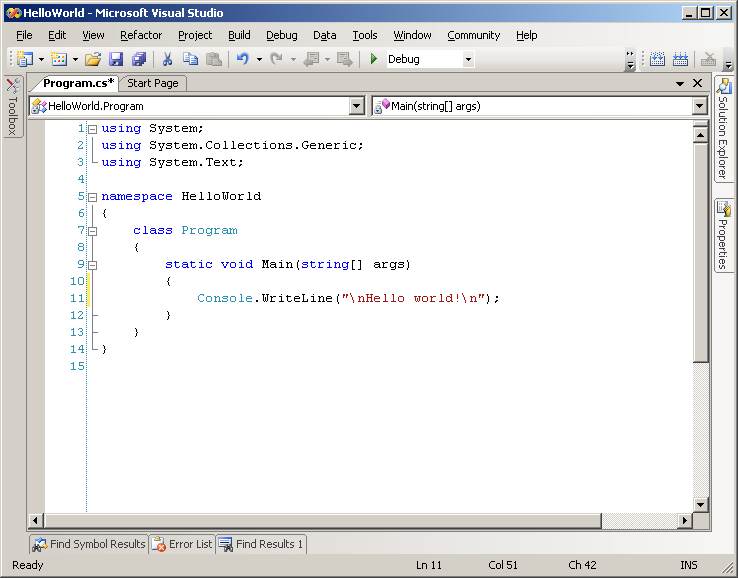 HelloWorld - Microsoft Visual Studio
File Edit View Refactor Project Build Debug Data Tools Window Community Help
Debug
Program.cs* Start Page
HelloWorld.Program Main(string[] args)
Toolbox
Solution Explorer
Properties
1 using System;
2 using System.Collections.Generic;
3 using System.Text;
4
5 namespace HelloWorld
6 {
7 class Program
8 {
9 static void Main(string[] args)
10 {
11 Console.WriteLine("\nHello world!\n");
12 }
13 }
14 }
15
Find Symbol Results Error List Find Results 1
Ready Ln 11 Col 51 Ch 42 INS